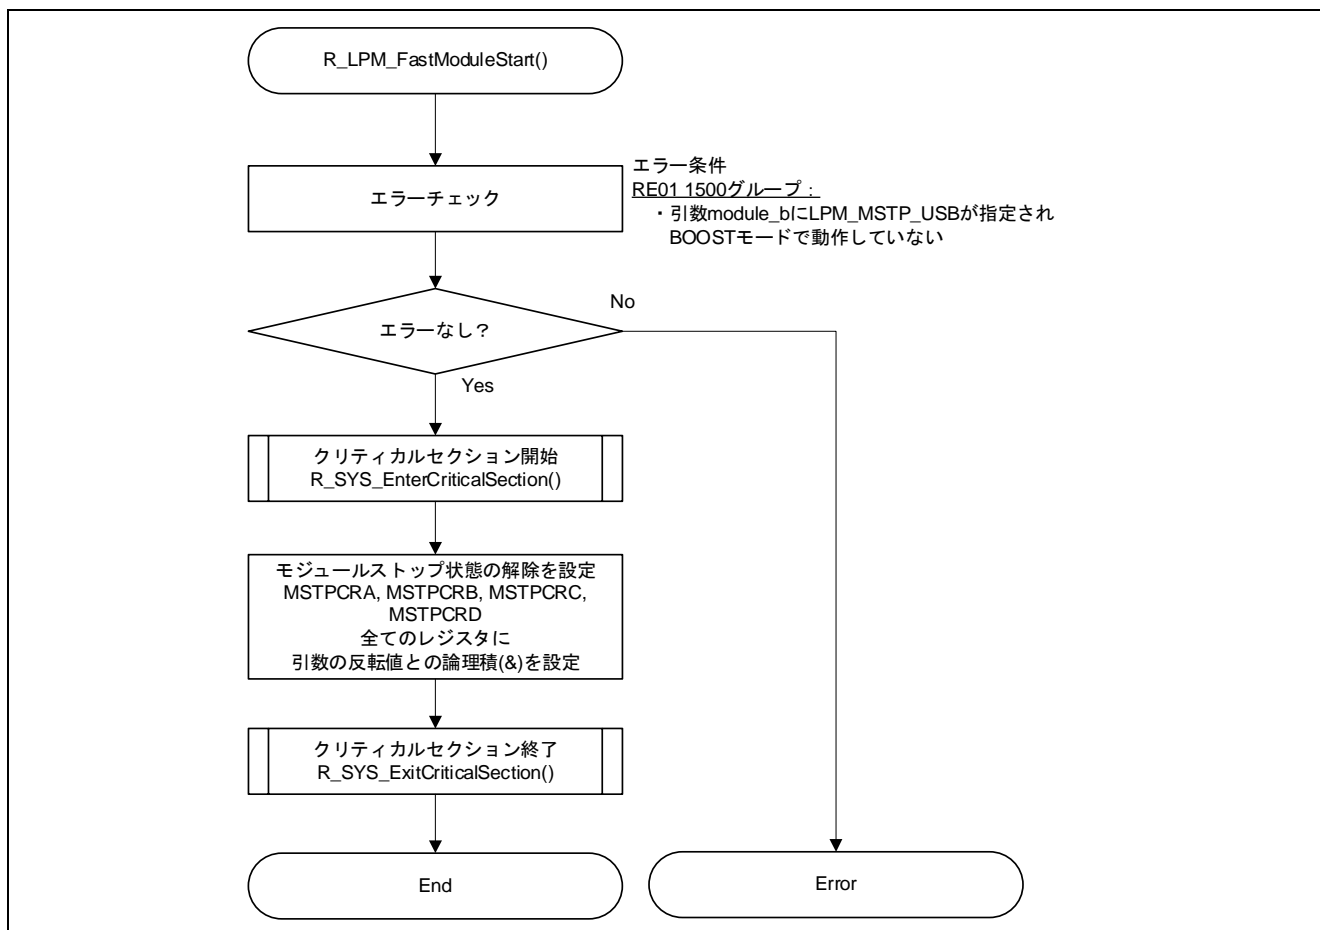 R_LPM_FastModuleStart()
エラーチェック
エラー条件
RE01 1500グループ：
・引数module_bにLPM_MSTP_USBが指定され
BOOSTモードで動作していない
エラーなし？
No
Yes
クリティカルセクション開始
R_SYS_EnterCriticalSection()
モジュールストップ状態の解除を設定
MSTPCRA, MSTPCRB, MSTPCRC,
MSTPCRD
全てのレジスタに
引数の反転値との論理積(&)を設定
クリティカルセクション終了
R_SYS_ExitCriticalSection()
End
Error